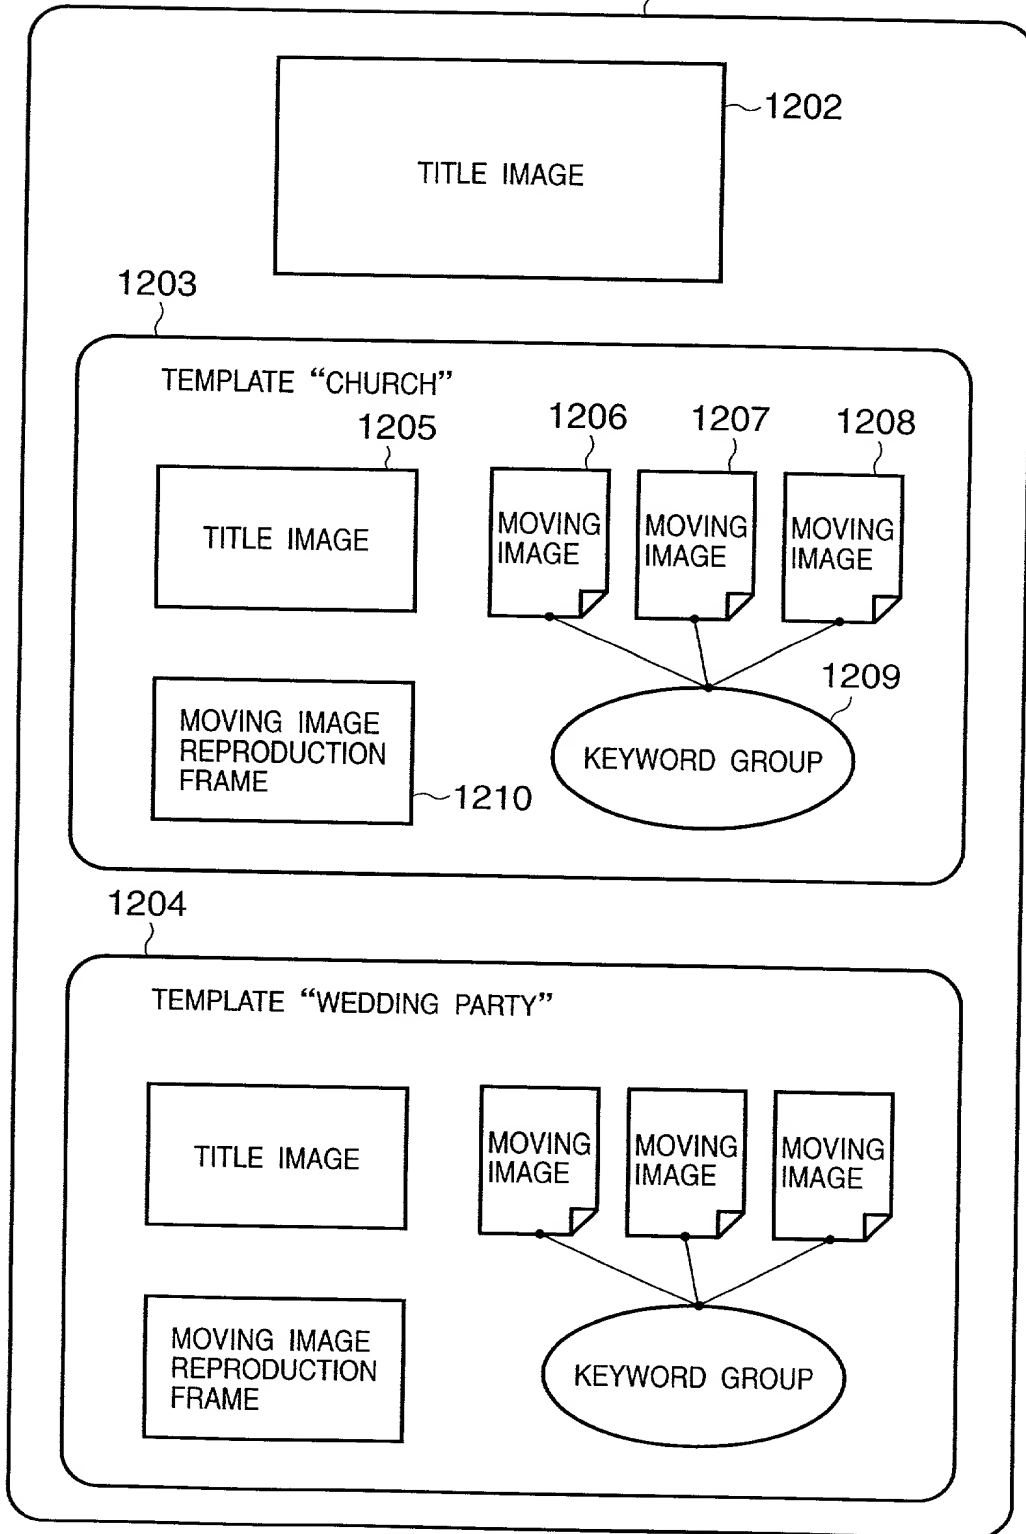 1202
TITLE IMAGE
1203
TEMPLATE “CHURCH”
1205
1206
1207
1208
TITLE IMAGE
MOVING
IMAGE
MOVING
IMAGE
MOVING
IMAGE
1209
MOVING IMAGE
REPRODUCTION
FRAME
KEYWORD GROUP
1210
1204
TEMPLATE “WEDDING PARTY”
TITLE IMAGE
MOVING
IMAGE
MOVING
IMAGE
MOVING
IMAGE
MOVING IMAGE
REPRODUCTION
FRAME
KEYWORD GROUP